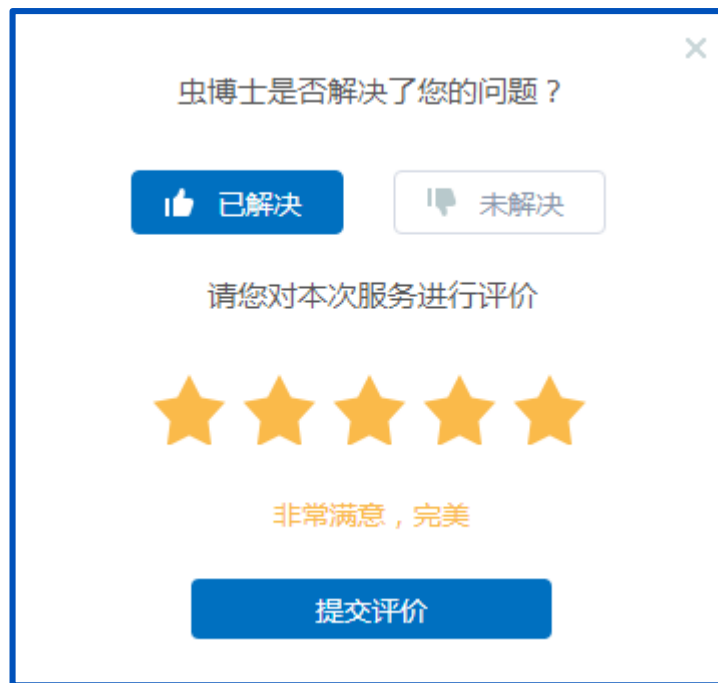 虫博士是否解决了您的问题？
已解决 未解决
请您对本次服务进行评价
非常满意，完美
提交评价